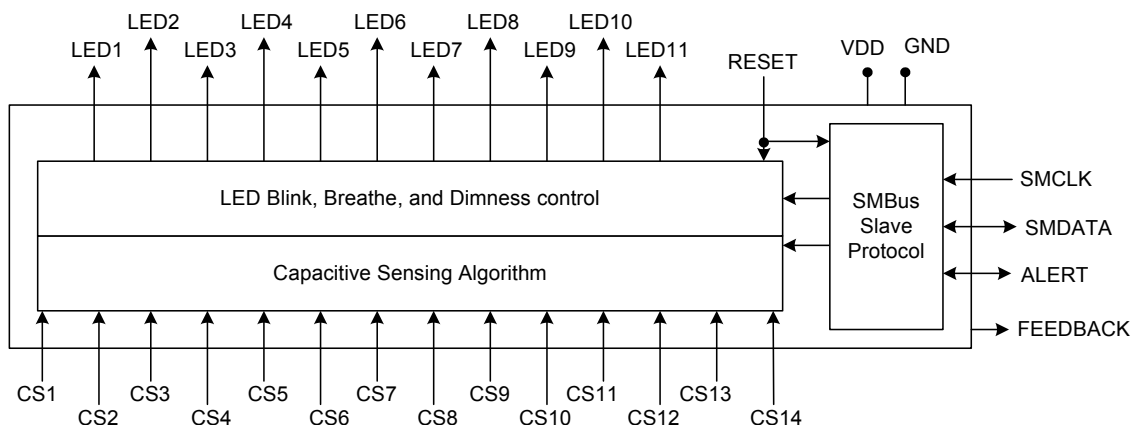 LED2 LED4 LED6 LED8 LED10
LED1 LED3 LED5 LED7 LED9 LED11
RESET
VDD GND
LED Blink, Breathe, and Dimness control
Capacitive Sensing Algorithm
SMBus
Slave
Protocol
SMCLK
SMDATA
ALERT
FEEDBACK
CS1 CS3 CS5 CS7 CS9 CS11 CS13
CS2 CS4 CS6 CS8 CS10 CS12 CS14